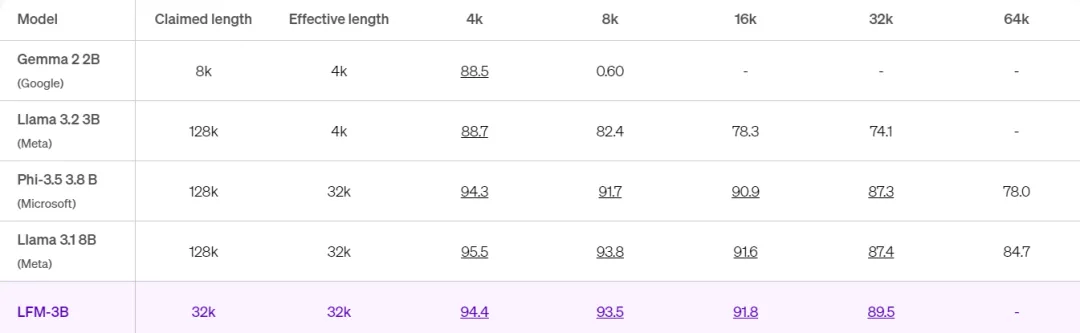 Model Claimed length Effective length 4k 8k 16k 32k 64k
Gemma 2 2B
(Google)
8k 4k 88.5 0.60 - - -
Llama 3.2 3B
(Meta)
128k 4k 88.7 82.4 78.3 74.1 -
Phi-3.5 3.8 B
(Microsoft)
128k 32k 94.3 91.7 90.9 87.3 78.0
Llama 3.1 8B
(Meta)
128k 32k 95.5 93.8 91.6 87.4 84.7
LFM-3B 32k 32k 94.4 93.5 91.8 89.5 -